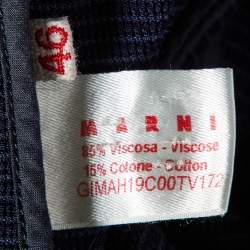 46
MARNI
85% Viscosa - Viscose
15% Cotone - Cotton
GIMAH19C00TV172